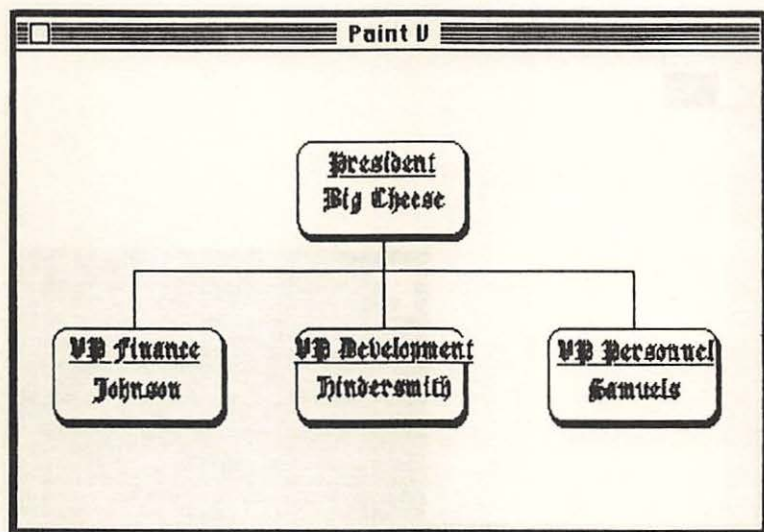 Paint V
President
Big Cheese
VP Finance
Johnson
VP Development
Hindersmith
VP Personnel
Samuels